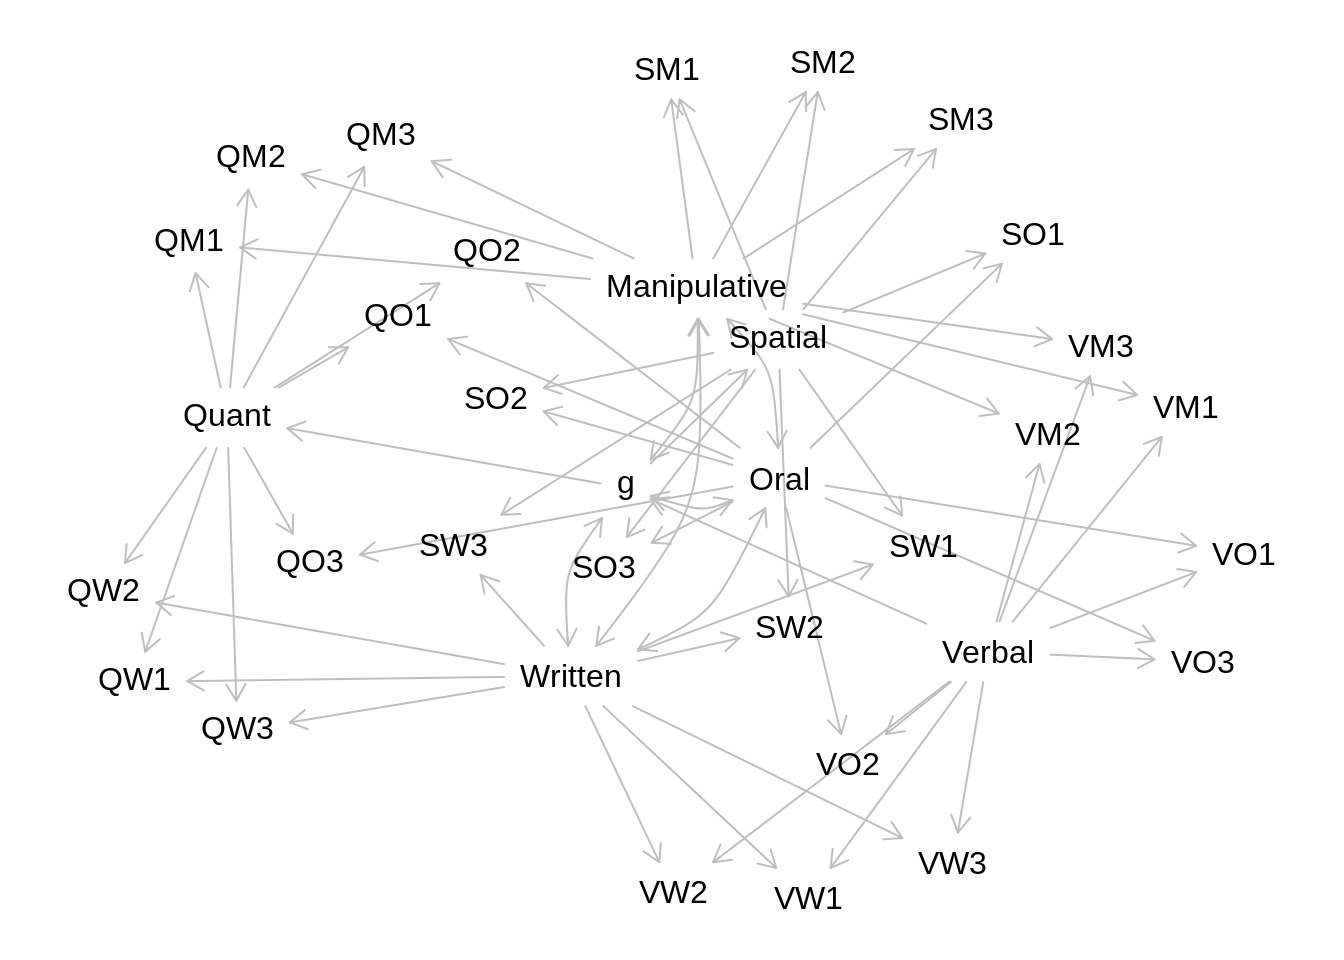 SM2
SM1
SM3
QM3
QM2
SO1
QM1
QO2
Manipulative
QO1
Spatial
VM3
SO2
VM1
Quant
VM2
Oral
g
SW3
SW1
VO1
QO3
SO3
QW2
SW2
Verbal
VO3
Written
QW1
QW3
VO2
VW3
VW2
VW1